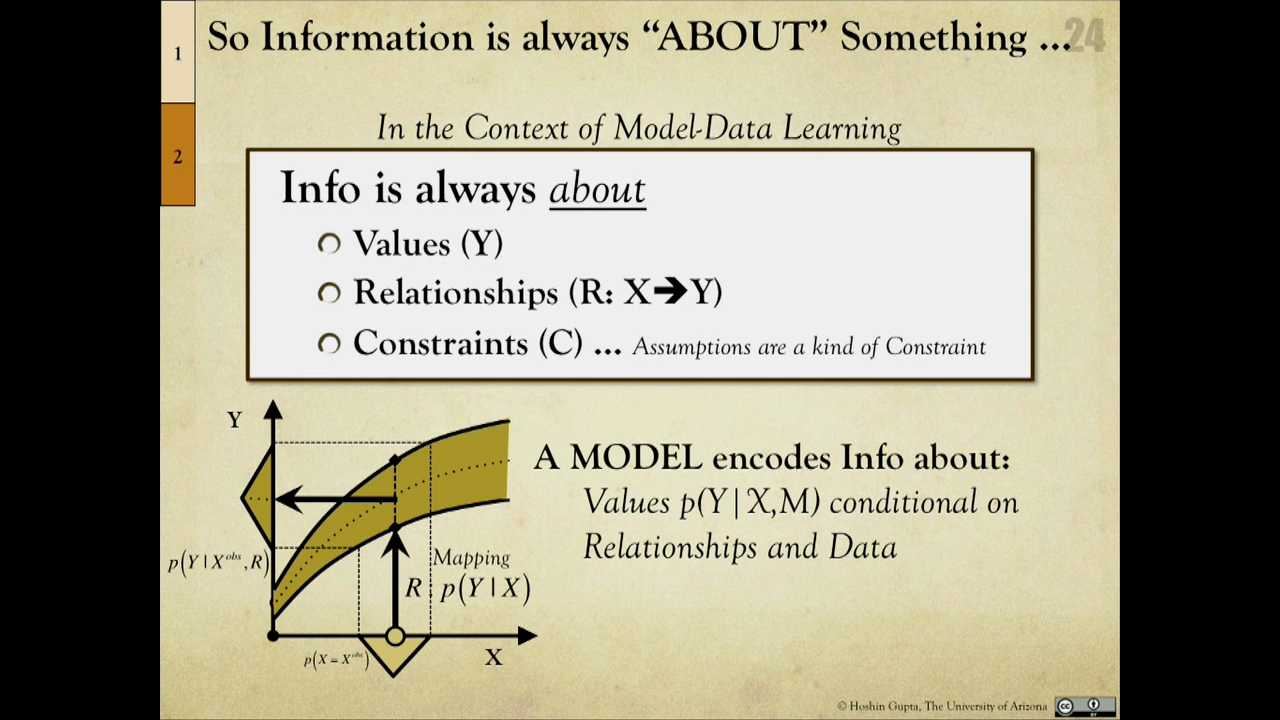 1
2
So Information is always “ABOUT” Something ...
24
In the Context of Model-Data Learning
Info is always about
Values (Y)
Relationships (R: X➔Y)
Constraints (C) ... Assumptions are a kind of Constraint
Y
A MODEL encodes Info about:
Values p(Y|X,M) conditional on
Relationships and Data
p(Y | X^obs, R)
Mapping
R : p(Y | X)
p(X = X^obs)
X
© Hoshin Gupta, The University of Arizona
cc
BY